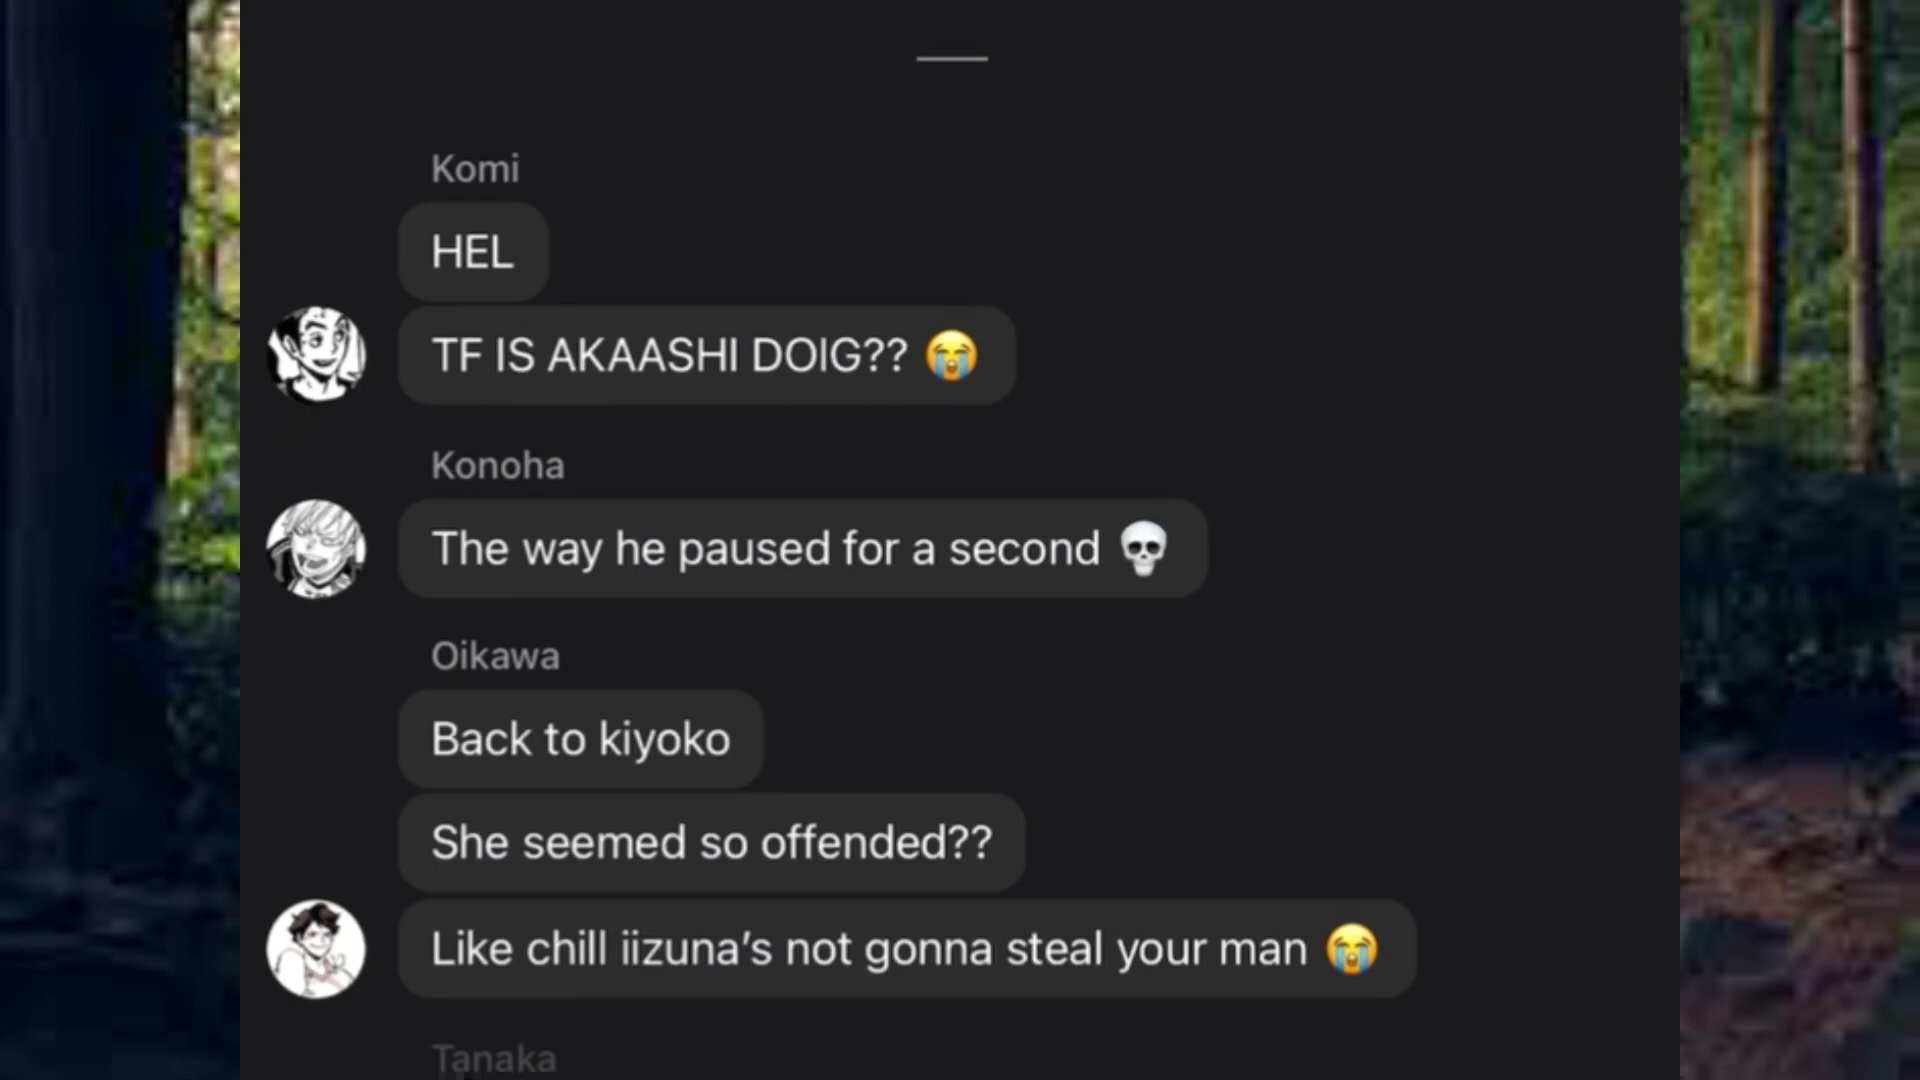 Komi
HEL
TF IS AKAASHI DOIG?? 😭
Konoha
The way he paused for a second 💀
Oikawa
Back to kiyoko
She seemed so offended??
Like chill iizuna’s not gonna steal your man 😭
Tanaka